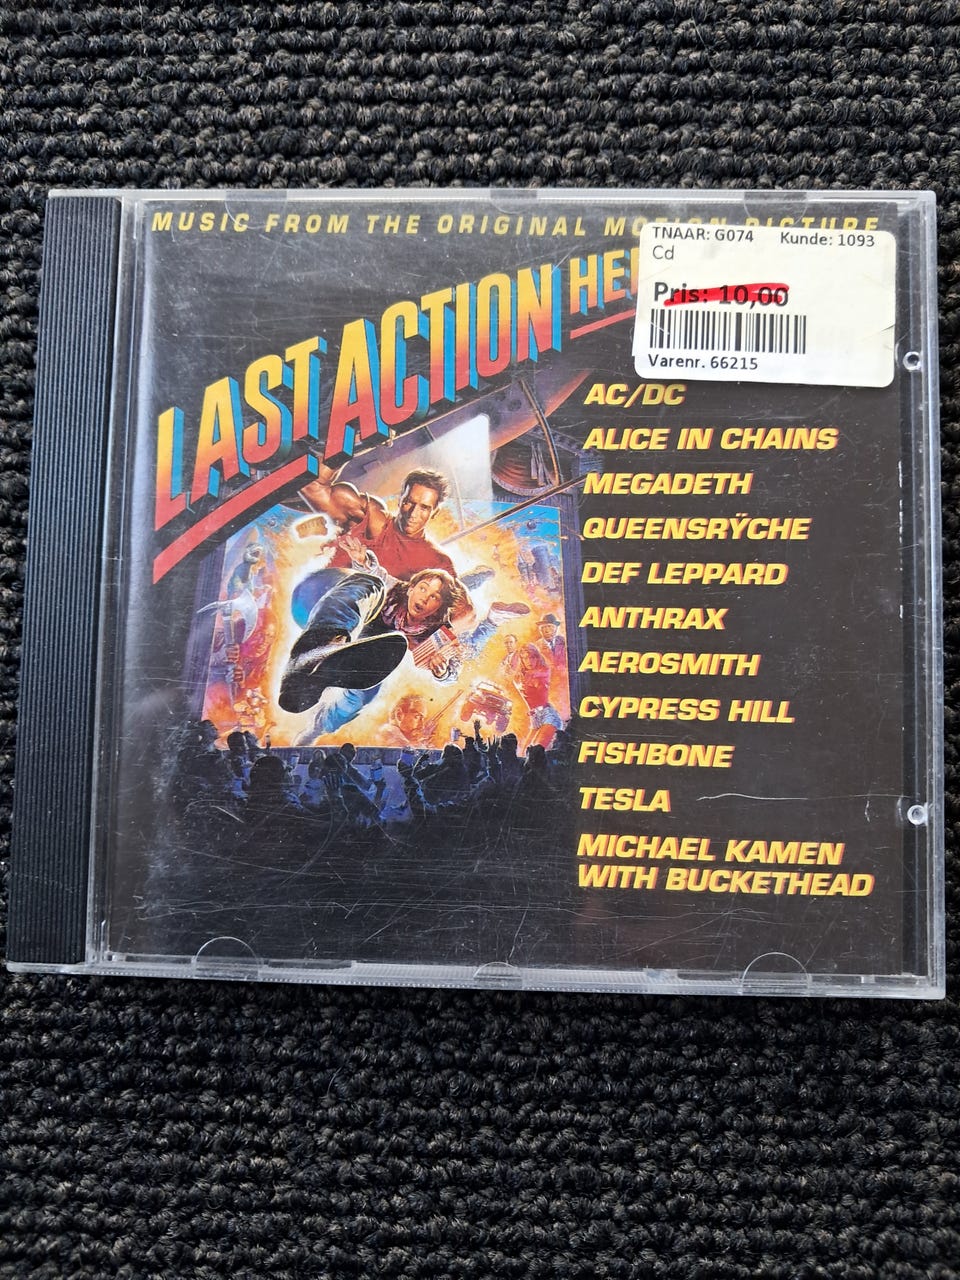 MUSIC FROM THE ORIGINAL MOTION PICTURE
LAST ACTION
TNAAR: G074 Kunde: 1093
Cd
Pris: 10,00
Varenr. 66215
AC/DC
ALICE IN CHAINS
MEGADETH
QUEENSRŸCHE
DEF LEPPARD
ANTHRAX
AEROSMITH
CYPRESS HILL
FISHBONE
TESLA
MICHAEL KAMEN
WITH BUCKETHEAD